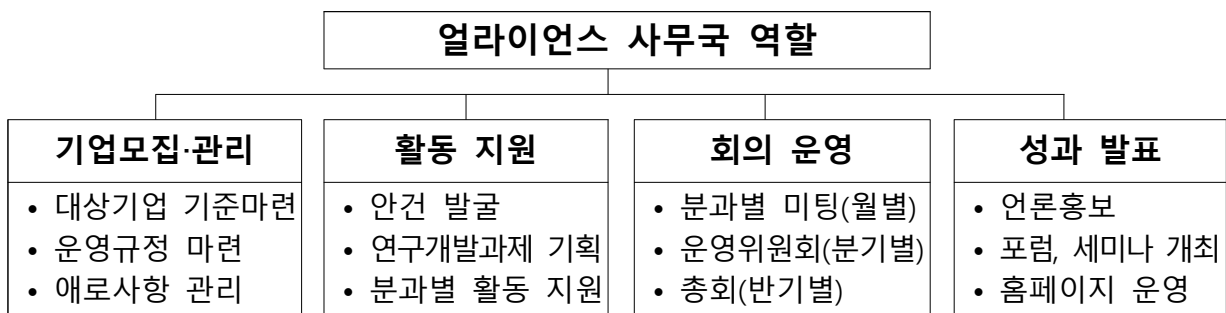 얼라이언스 사무국 역할
기업모집·관리
• 대상기업 기준마련
• 운영규정 마련
• 애로사항 관리
활동 지원
• 안건 발굴
• 연구개발과제 기획
• 분과별 활동 지원
회의 운영
• 분과별 미팅(월별)
• 운영위원회(분기별)
• 총회(반기별)
성과 발표
• 언론홍보
• 포럼, 세미나 개최
• 홈페이지 운영